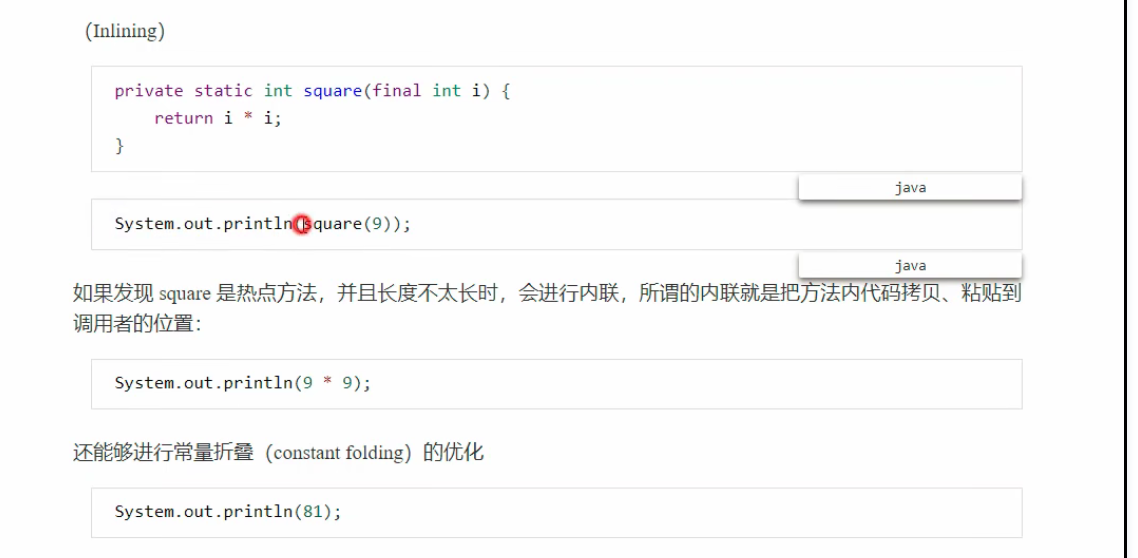 (Inlining)
private static int square(final int i) {
    return i * i;
}
java
System.out.println(square(9));
java
如果发现 square 是热点方法，并且长度不太长时，会进行内联，所谓的内联就是把方法内代码拷贝、粘贴到
调用者的位置：
System.out.println(9 * 9);
还能够进行常量折叠（constant folding）的优化
System.out.println(81);